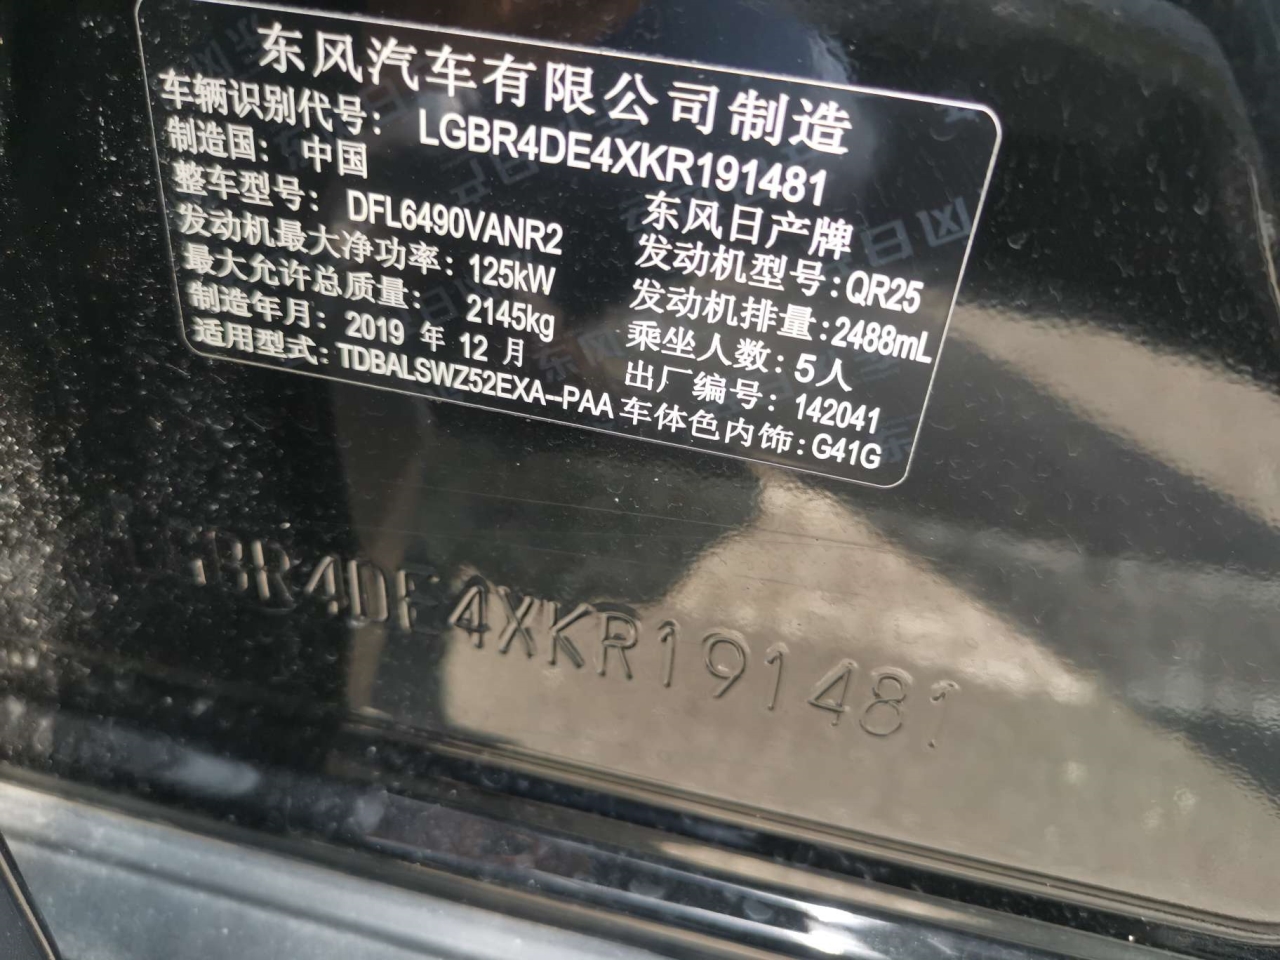 东风汽车有限公司制造
车辆识别代号: LGBR4DE4XKR191481
制造国: 中国 东风日产牌
整车型号: DFL6490VANR2 发动机型号: QR25
发动机最大净功率: 125kW 发动机排量: 2488mL
最大允许总质量: 2145kg 乘坐人数: 5人
制造年月: 2019 年 12 月 出厂编号: 142041
适用型式: TDBALSWZ52EXA--PAA 车体色内饰: G41G
LGBR4DE4XKR191481